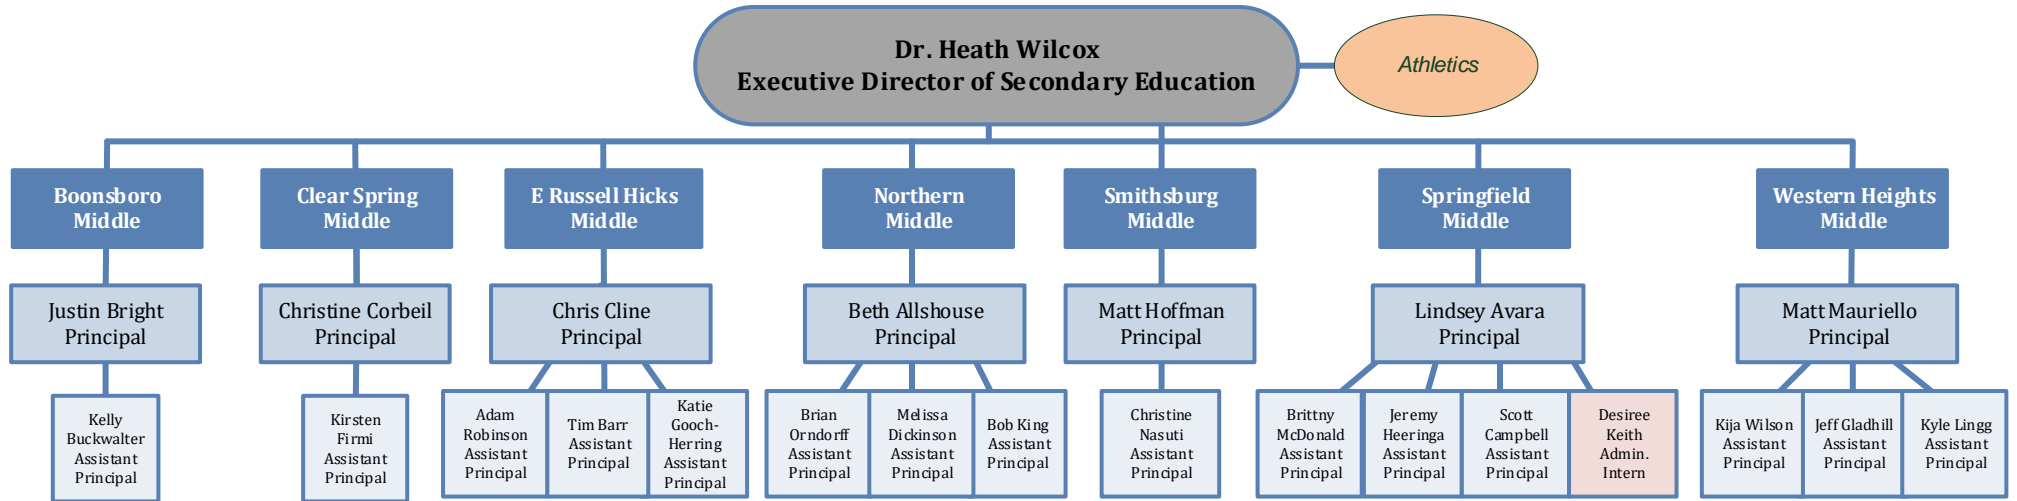 Dr. Heath Wilcox
Executive Director of Secondary Education
Athletics
Boonsboro
Middle
Clear Spring
Middle
E Russell Hicks
Middle
Northern
Middle
Smithsburg
Middle
Springfield
Middle
Western Heights
Middle
Justin Bright
Principal
Christine Corbeil
Principal
Chris Cline
Principal
Beth Allshouse
Principal
Matt Hoffman
Principal
Lindsey Avara
Principal
Matt Mauriello
Principal
Kelly
Buckwalter
Assistant
Principal
Kirsten
Firmi
Assistant
Principal
Adam
Robinson
Assistant
Principal
Tim Barr
Assistant
Principal
Katie
Gooch-
Herring
Assistant
Principal
Brian
Orndorff
Assistant
Principal
Melissa
Dickinson
Assistant
Principal
Bob King
Assistant
Principal
Christine
Nasuti
Assistant
Principal
Brittny
McDonald
Assistant
Principal
Jeremy
Heeringa
Assistant
Principal
Scott
Campbell
Assistant
Principal
Desiree
Keith
Admin.
Intern
Kija Wilson
Assistant
Principal
Jeff Gladhill
Assistant
Principal
Kyle Lingg
Assistant
Principal